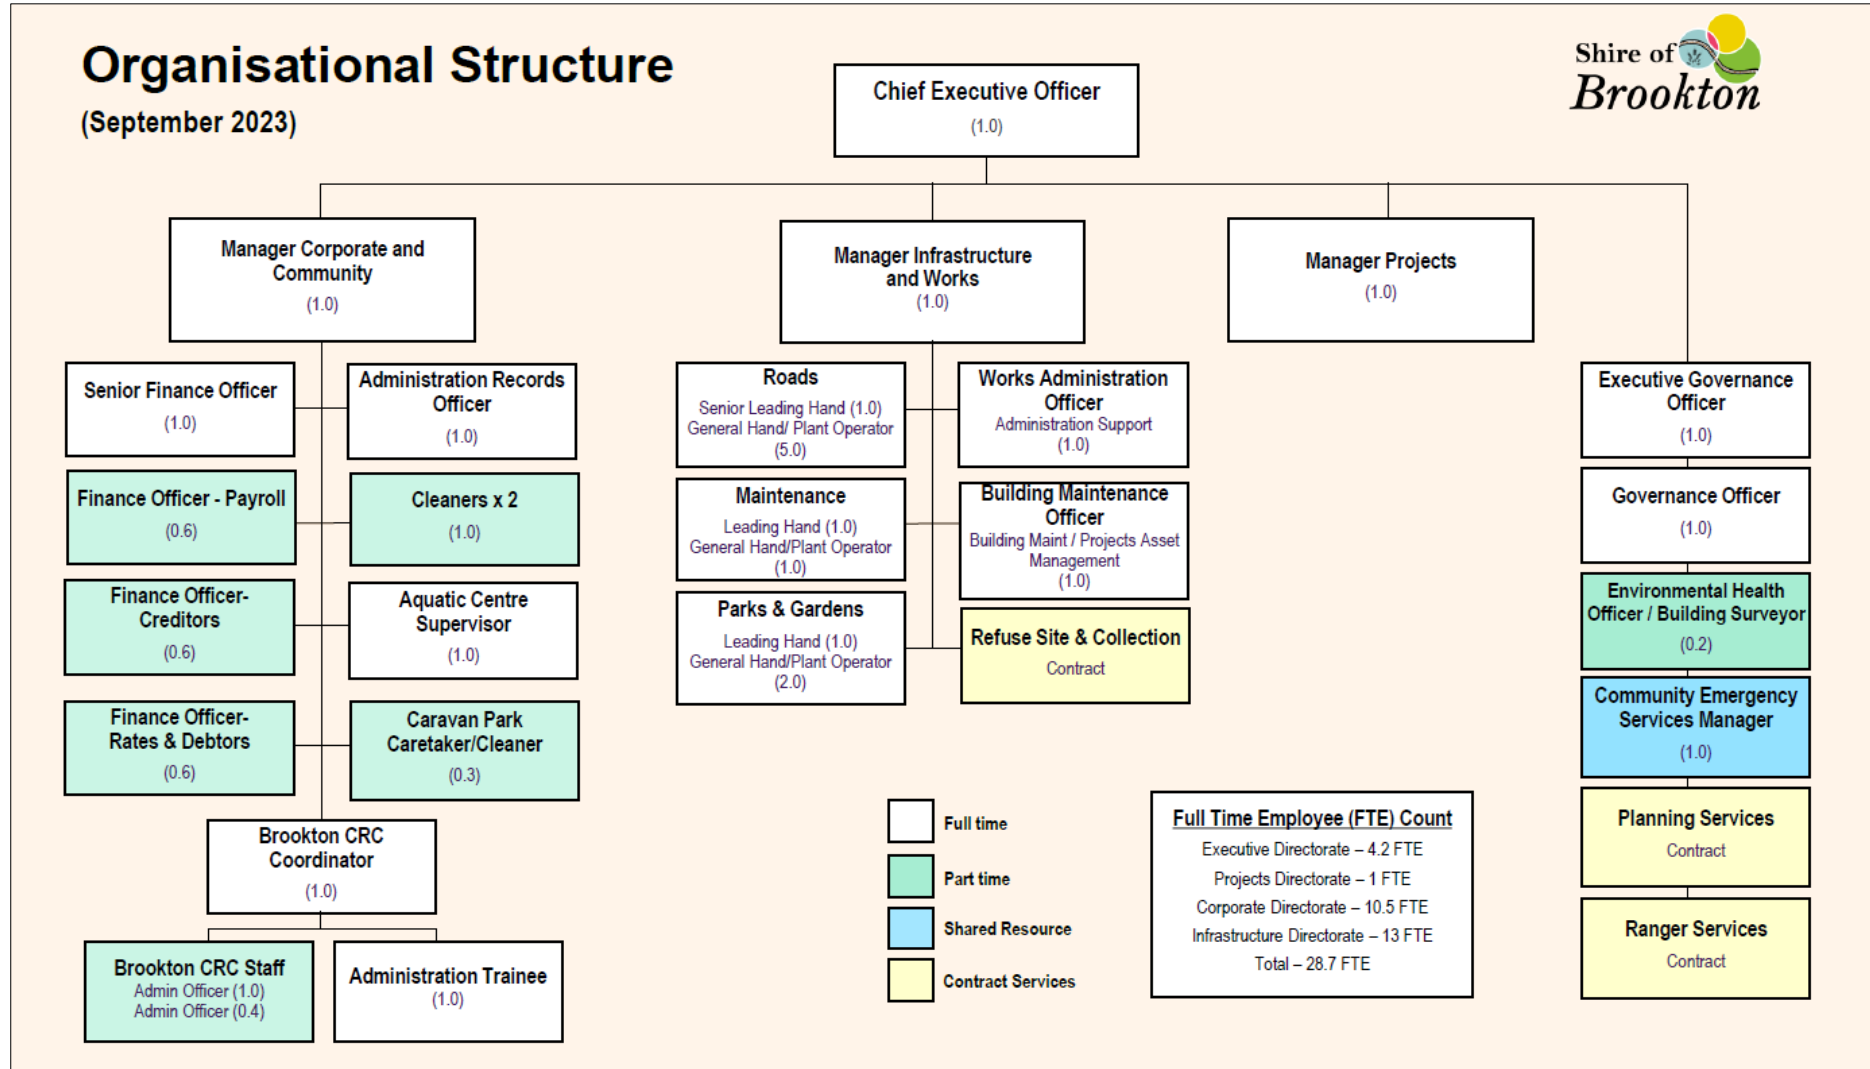 Organisational Structure
(September 2023)
Shire of
Brookton
Chief Executive Officer
(1.0)
Manager Corporate and
Community
(1.0)
Manager Infrastructure
and Works
(1.0)
Manager Projects
(1.0)
Senior Finance Officer
(1.0)
Administration Records
Officer
(1.0)
Finance Officer - Payroll
(0.6)
Cleaners x 2
(1.0)
Finance Officer-
Creditors
(0.6)
Aquatic Centre
Supervisor
(1.0)
Finance Officer-
Rates & Debtors
(0.6)
Caravan Park
Caretaker/Cleaner
(0.3)
Brookton CRC
Coordinator
(1.0)
Brookton CRC Staff
Admin Officer (1.0)
Admin Officer (0.4)
Administration Trainee
(1.0)
Roads
Senior Leading Hand (1.0)
General Hand/ Plant Operator
(5.0)
Works Administration
Officer
Administration Support
(1.0)
Maintenance
Leading Hand (1.0)
General Hand/Plant Operator
(1.0)
Building Maintenance
Officer
Building Maint / Projects Asset
Management
(1.0)
Parks & Gardens
Leading Hand (1.0)
General Hand/Plant Operator
(2.0)
Refuse Site & Collection
Contract
Executive Governance
Officer
(1.0)
Governance Officer
(1.0)
Environmental Health
Officer / Building Surveyor
(0.2)
Community Emergency
Services Manager
(1.0)
Planning Services
Contract
Ranger Services
Contract
Full time
Part time
Shared Resource
Contract Services
Full Time Employee (FTE) Count
Executive Directorate – 4.2 FTE
Projects Directorate – 1 FTE
Corporate Directorate – 10.5 FTE
Infrastructure Directorate – 13 FTE
Total – 28.7 FTE